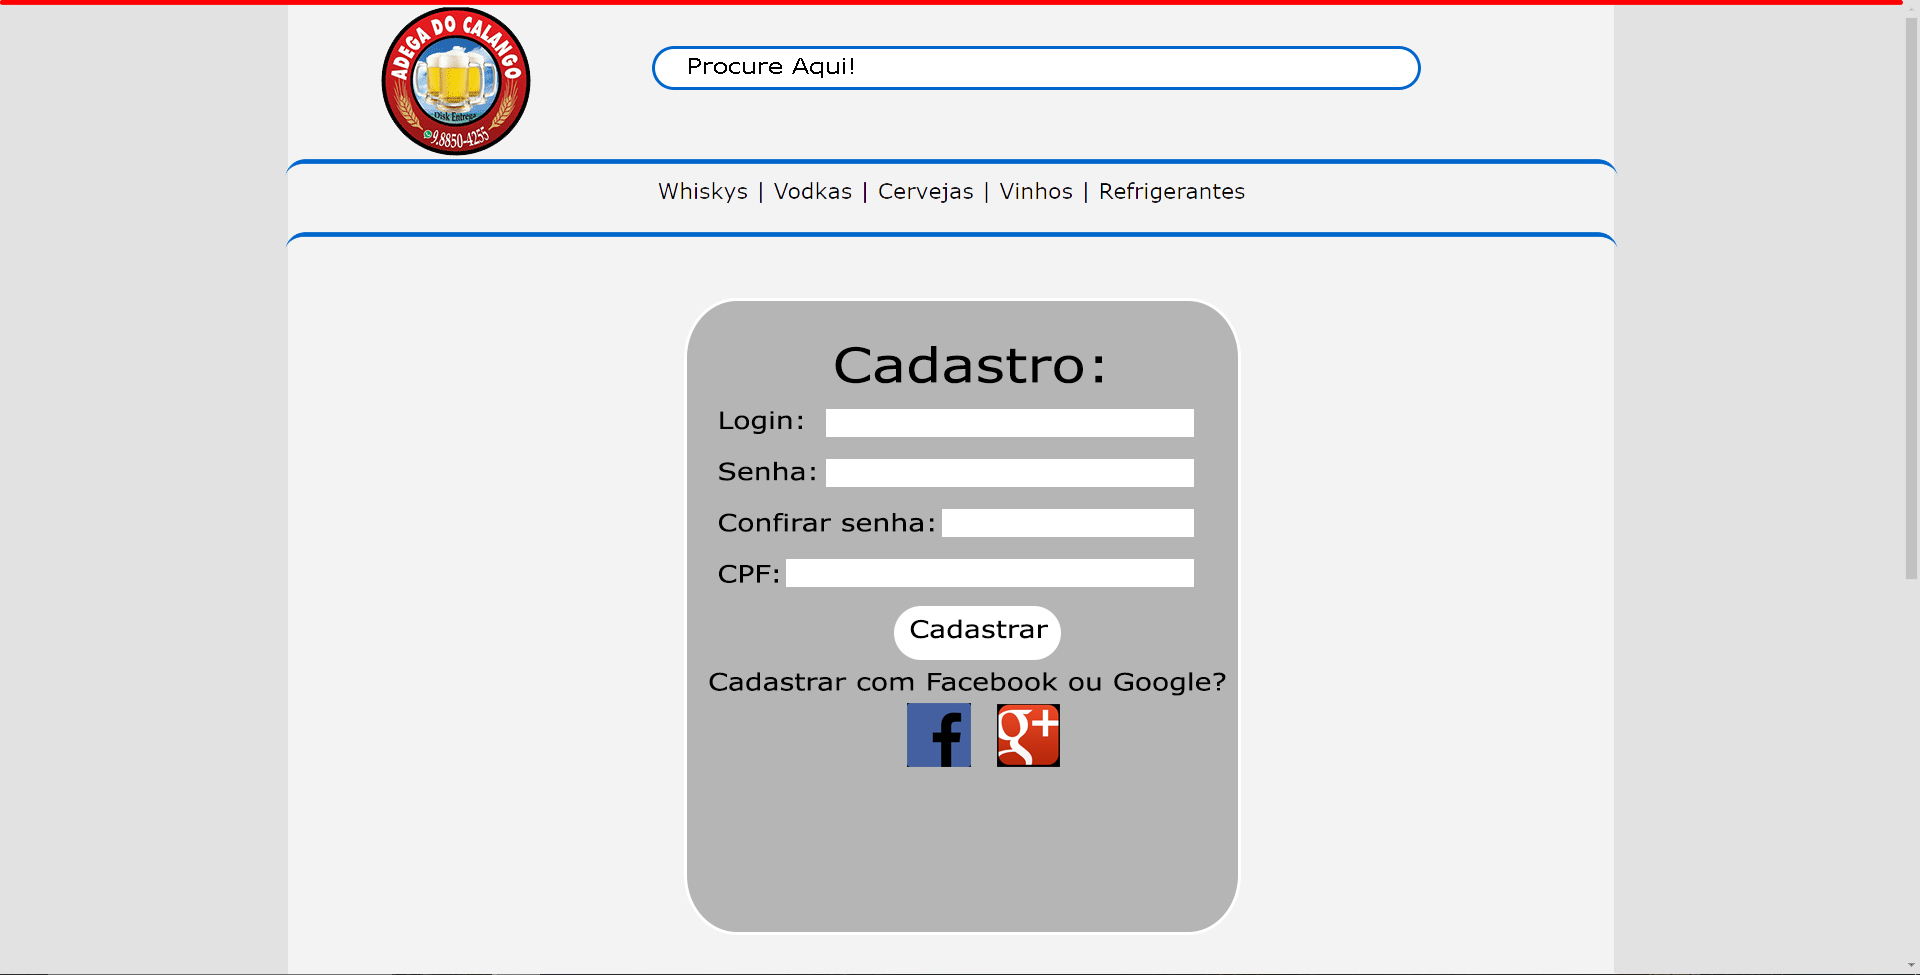 ADEGA DO CALANGO
Disk Entrega
9.8850-4255
Procure Aqui!
Whiskys | Vodkas | Cervejas | Vinhos | Refrigerantes
Cadastro:
Login:
Senha:
Confirar senha:
CPF:
Cadastrar
Cadastrar com Facebook ou Google?
f g+